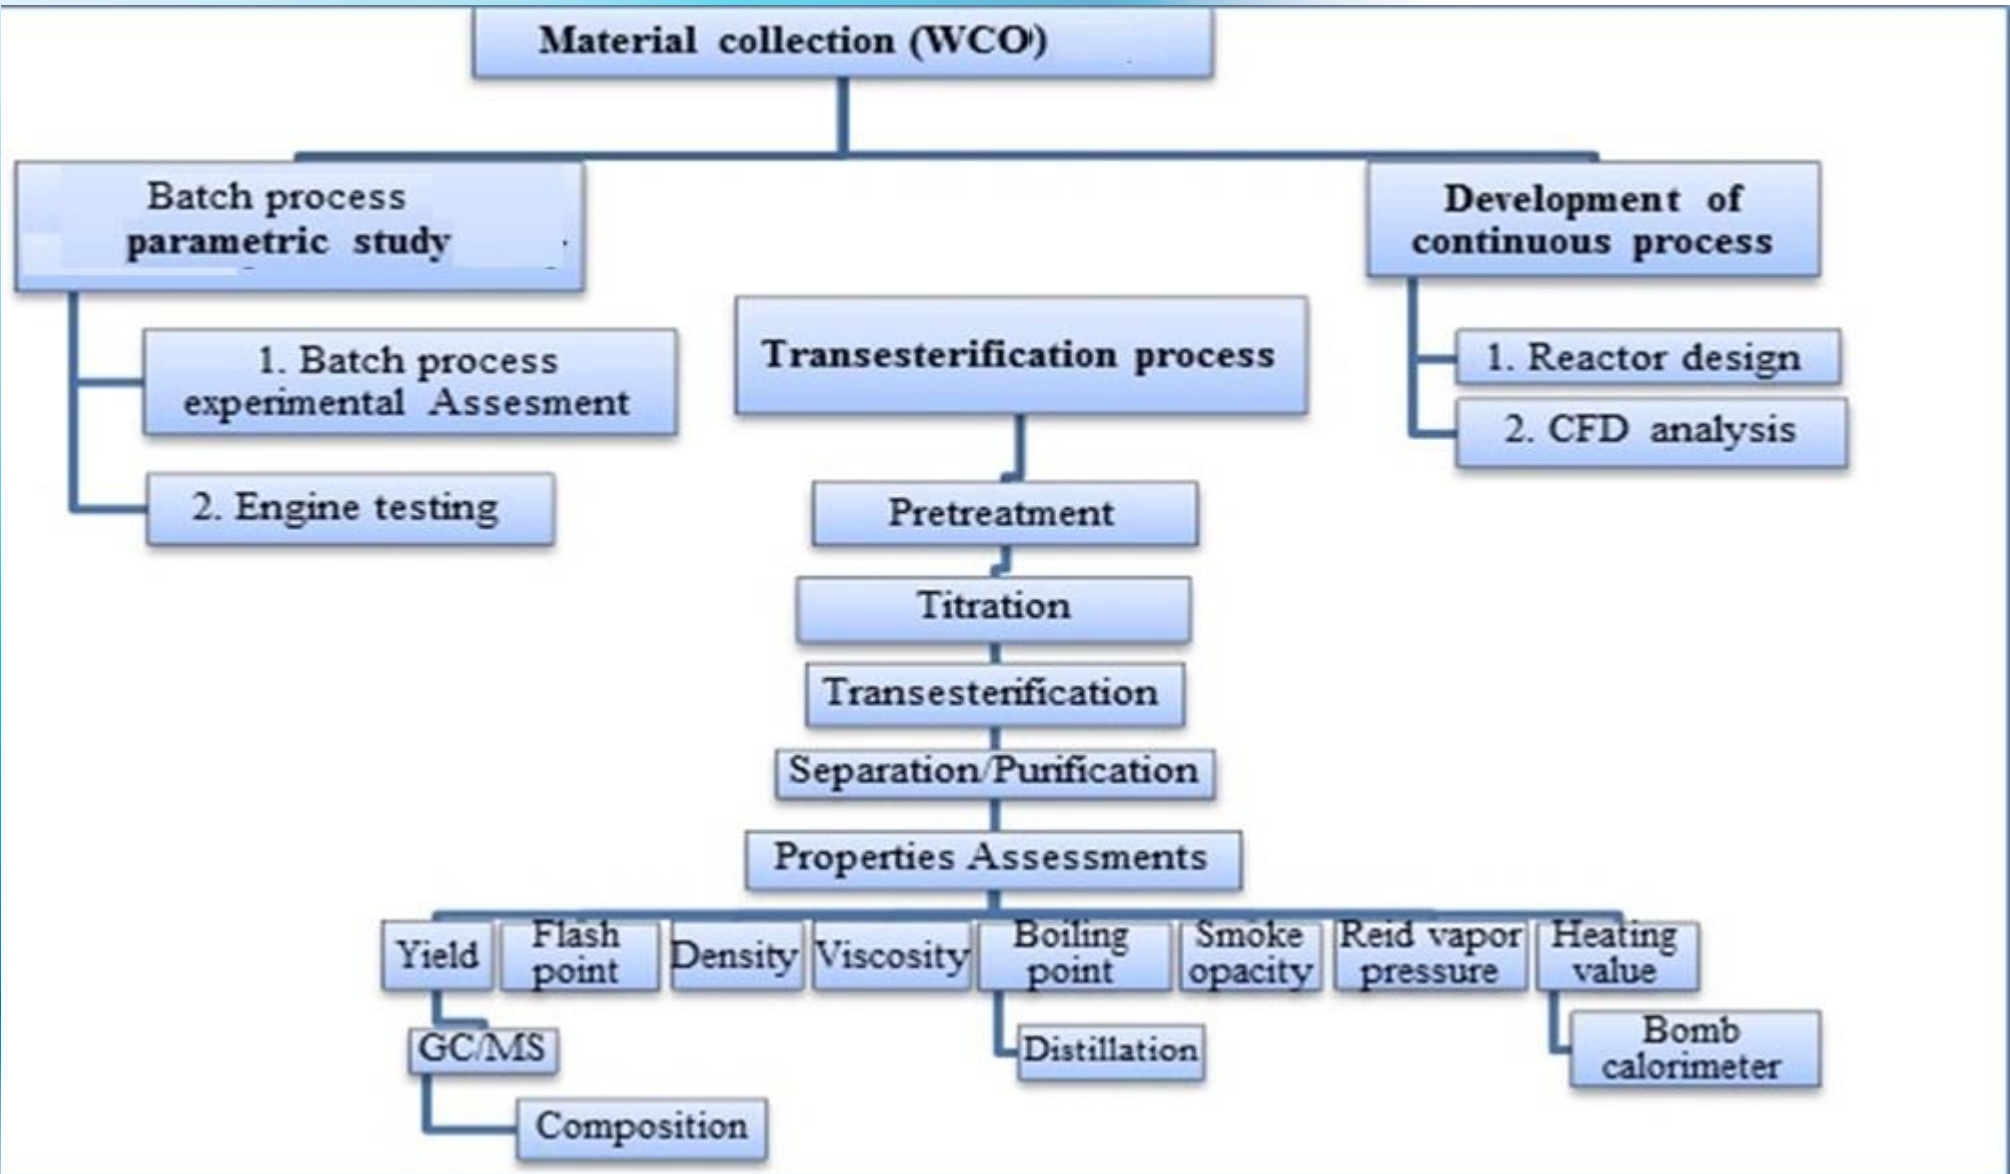 Material collection (WCO)
Batch process
parametric study
Development of
continuous process
1. Batch process
experimental Assesment
2. Engine testing
Transesterification process
1. Reactor design
2. CFD analysis
Pretreatment
Titration
Transesterification
Separation/Purification
Properties Assessments
Yield
Flash
point
Density
Viscosity
Boiling
point
Smoke
opacity
Reid vapor
pressure
Heating
value
GC/MS
Distillation
Bomb
calorimeter
Composition